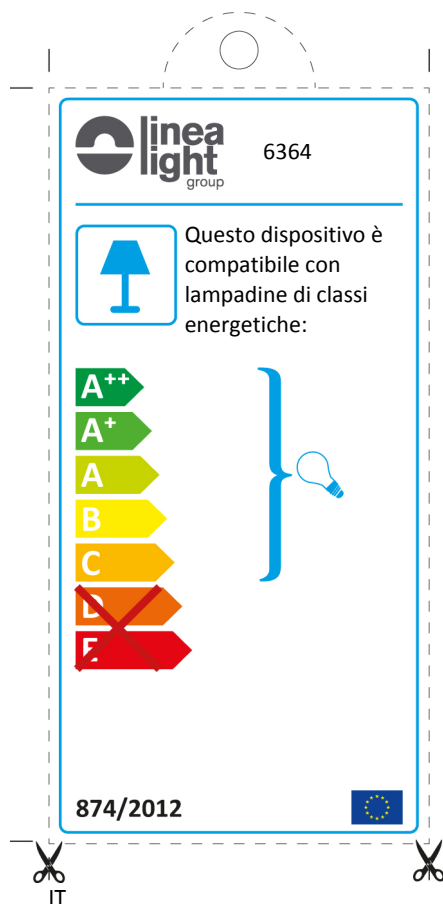 linea
light
group
6364
Questo dispositivo è
compatibile con
lampadine di classi
energetiche:
A++
A+
A
B
C
D
E
874/2012
IT